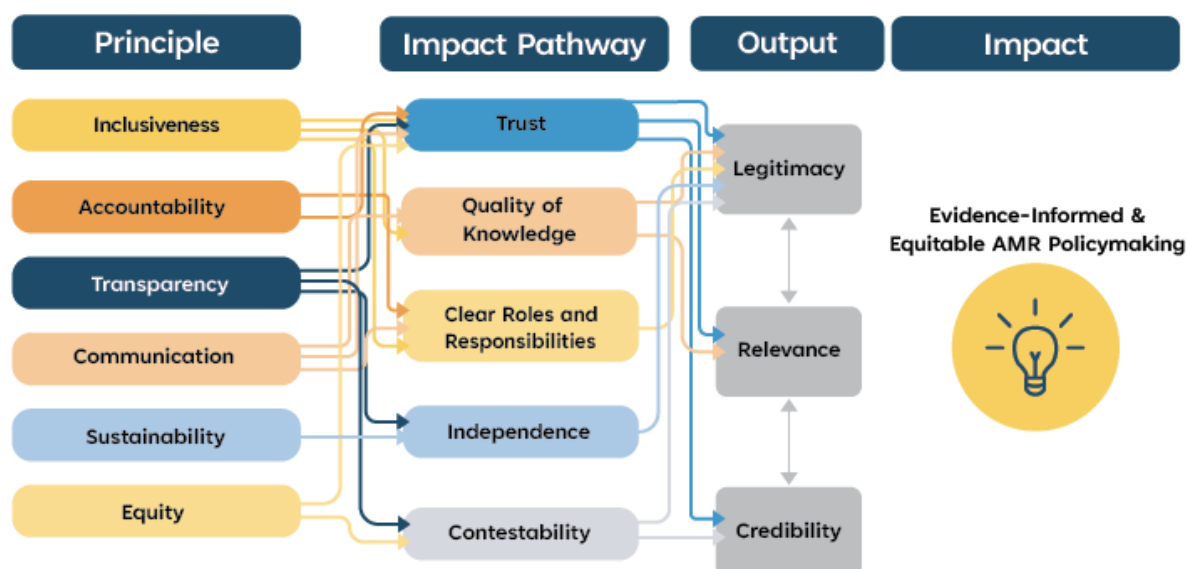 Principle
Impact Pathway
Output
Impact
Inclusiveness
Accountability
Transparency
Communication
Sustainability
Equity
Trust
Quality of
Knowledge
Clear Roles and
Responsibilities
Independence
Contestability
Legitimacy
Relevance
Credibility
Evidence-Informed &
Equitable AMR Policymaking